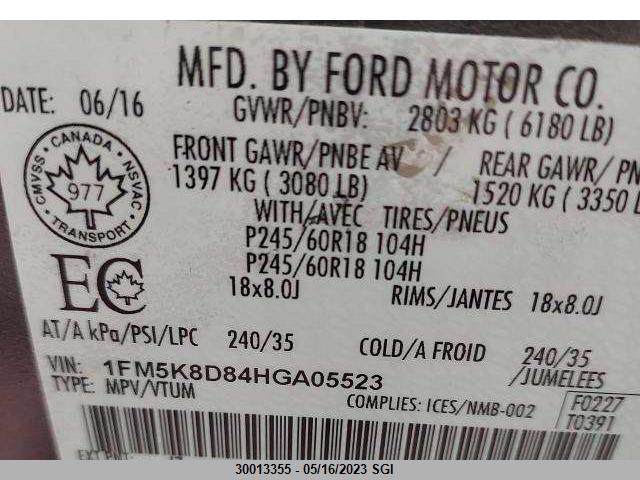 MFD. BY FORD MOTOR CO.
DATE: 06/16
GVWR/PNBV: 2803 KG ( 6180 LB)
FRONT GAWR/PNBE AV / REAR GAWR/ PN
1397 KG ( 3080 LB) 1520 KG ( 3350 L
CANADA
CMVSS
NSVAC
977
TRANSPORT
WITH/AVEC TIRES/PNEUS
P245/60R18 104H
P245/60R18 104H
EC
18x8.0J RIMS/JANTES 18x8.0J
AT/A kPa/PSI/LPC 240/35 COLD/A FROID 240/35
/JUMELEES
VIN: 1FM5K8D84HGA05523
TYPE: MPV/VTUM
COMPLIES: ICES/NMB-002
F0227
T0391
30013355 - 05/16/2023 SGI